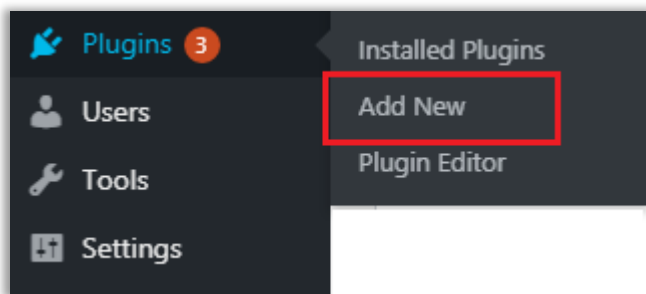 Plugins 3
Users
Tools
Settings
Installed Plugins
Add New
Plugin Editor